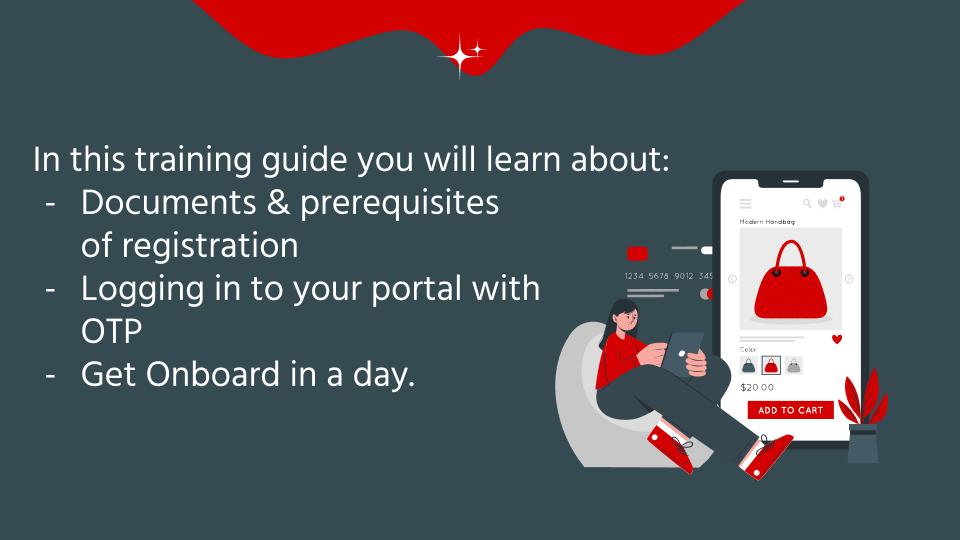 In this training guide you will learn about:
- Documents & prerequisites
of registration
- Logging in to your portal with
OTP
- Get Onboard in a day.
Modern Handbag
1234 5678 9012 345
Color
$20.00
ADD TO CART